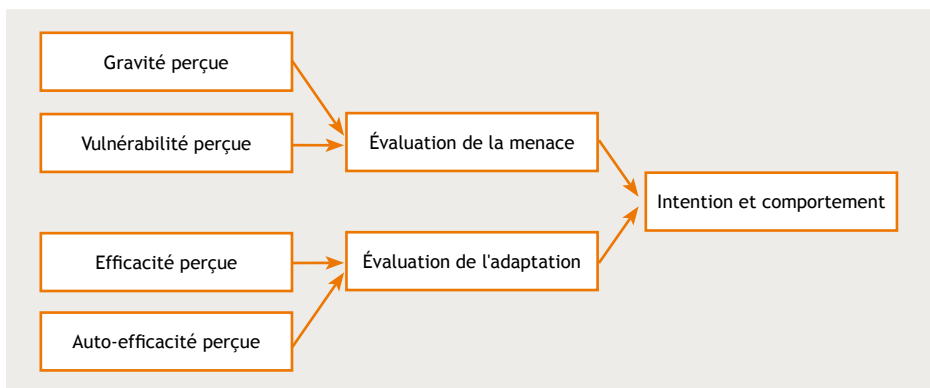 Gravité perçue
Vulnérabilité perçue
Évaluation de la menace
Intention et comportement
Efficacité perçue
Évaluation de l'adaptation
Auto-efficacité perçue